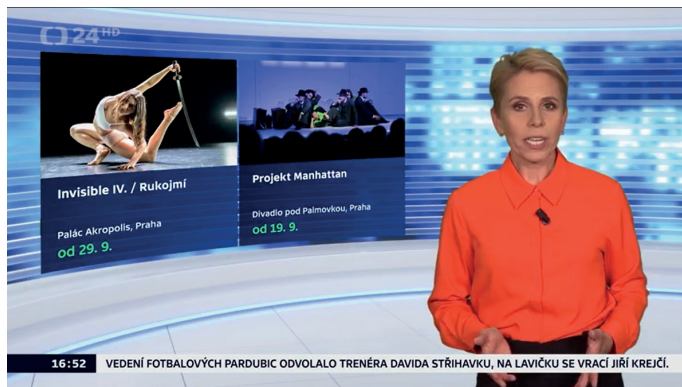 24 HD
Invisible IV. / Rukojmí
Palác Akropolis, Praha
od 29. 9.
Projekt Manhattan
Divadlo pod Palmovkou, Praha
od 19. 9.
16:52 VEDENÍ FOTBALOVÝCH PARDUBIC ODVOLALO TRENÉRA DAVIDA STŘIHAVKU, NA LAVIČKU SE VRACÍ JIŘÍ KREJČÍ.